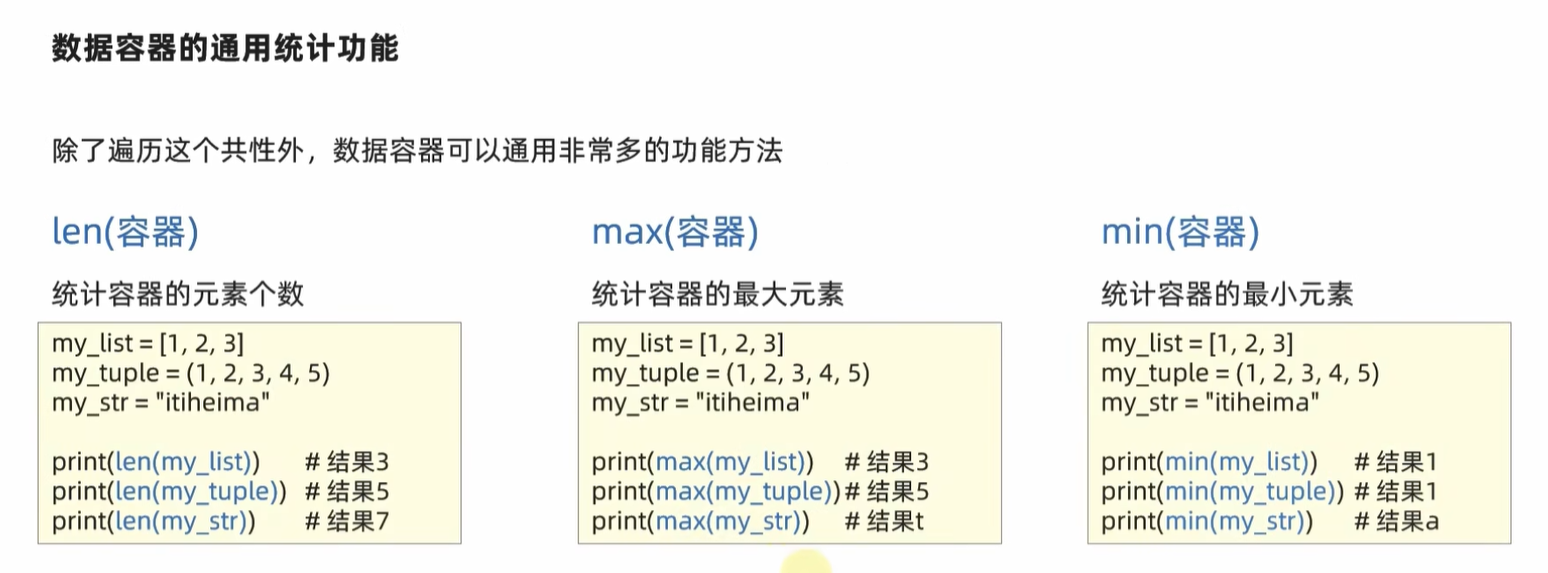 数据容器的通用统计功能
除了遍历这个共性外，数据容器可以通用非常多的功能方法
len(容器)
统计容器的元素个数
my_list = [1, 2, 3]
my_tuple = (1, 2, 3, 4, 5)
my_str = "itiheima"
print(len(my_list)) # 结果3
print(len(my_tuple)) # 结果5
print(len(my_str)) # 结果7
max(容器)
统计容器的最大元素
my_list = [1, 2, 3]
my_tuple = (1, 2, 3, 4, 5)
my_str = "itiheima"
print(max(my_list)) # 结果3
print(max(my_tuple))# 结果5
print(max(my_str)) # 结果t
min(容器)
统计容器的最小元素
my_list = [1, 2, 3]
my_tuple = (1, 2, 3, 4, 5)
my_str = "itiheima"
print(min(my_list)) # 结果1
print(min(my_tuple)) # 结果1
print(min(my_str)) # 结果a